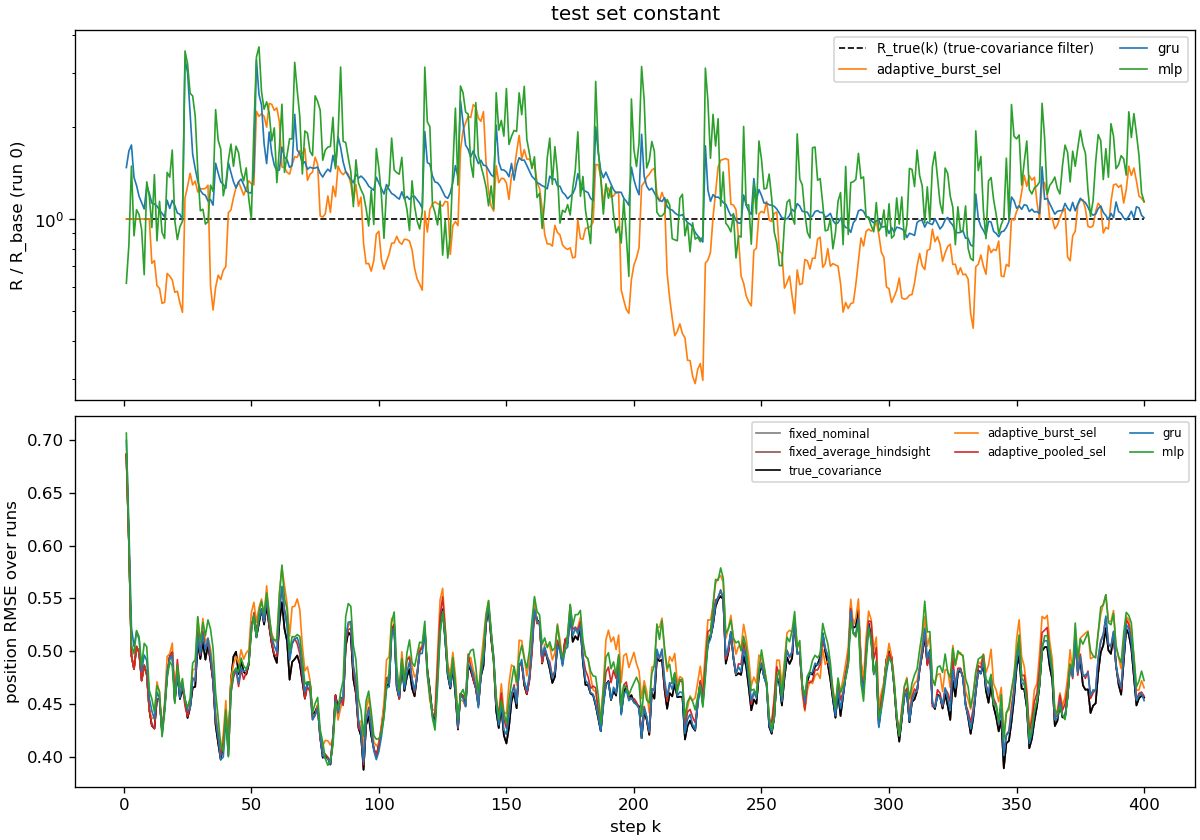 test set constant
R / R_base (run 0)
10⁰
R_true(k) (true-covariance filter)
adaptive_burst_sel
gru
mlp
position RMSE over runs
0.70
0.65
0.60
0.55
0.50
0.45
0.40
fixed_nominal
fixed_average_hindsight
true_covariance
adaptive_burst_sel
adaptive_pooled_sel
gru
mlp
0 50 100 150 200 250 300 350 400
step k